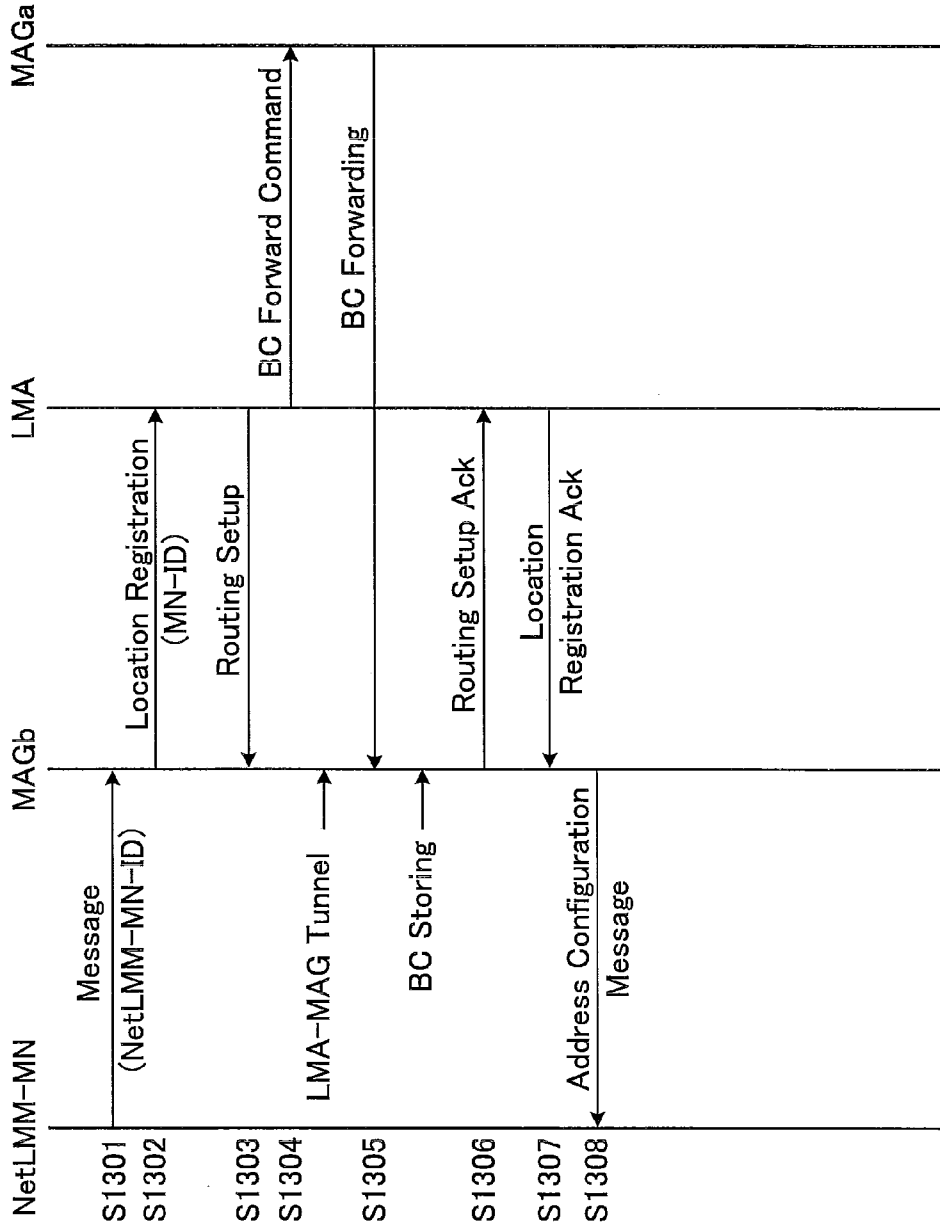 NetLMM-MN
MAGb
LMA
MAGa
S1301
Message
(NetLMM-MN-ID)
S1302
Location Registration
(MN-ID)
S1303
Routing Setup
S1304
BC Forward Command
LMA-MAG Tunnel
S1305
BC Forwarding
BC Storing
S1306
Routing Setup Ack
S1307
Location
Registration Ack
S1308
Address Configuration
Message